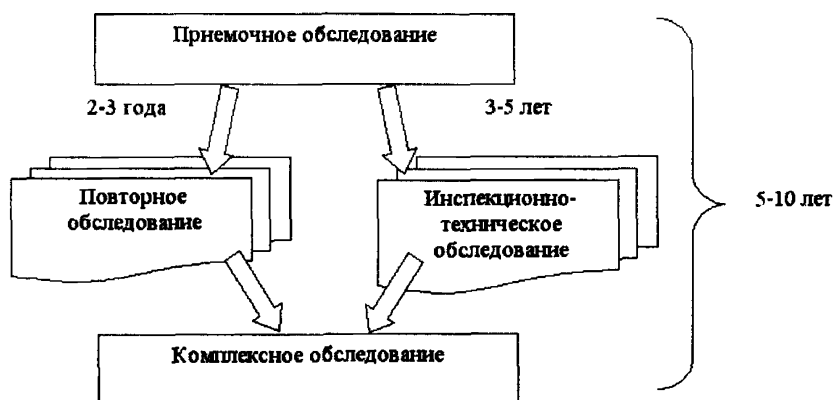 Приемочное обследование
2-3 года
3-5 лет
Повторное
обследование
Инспекционно-
техническое
обследование
5-10 лет
Комплексное обследование